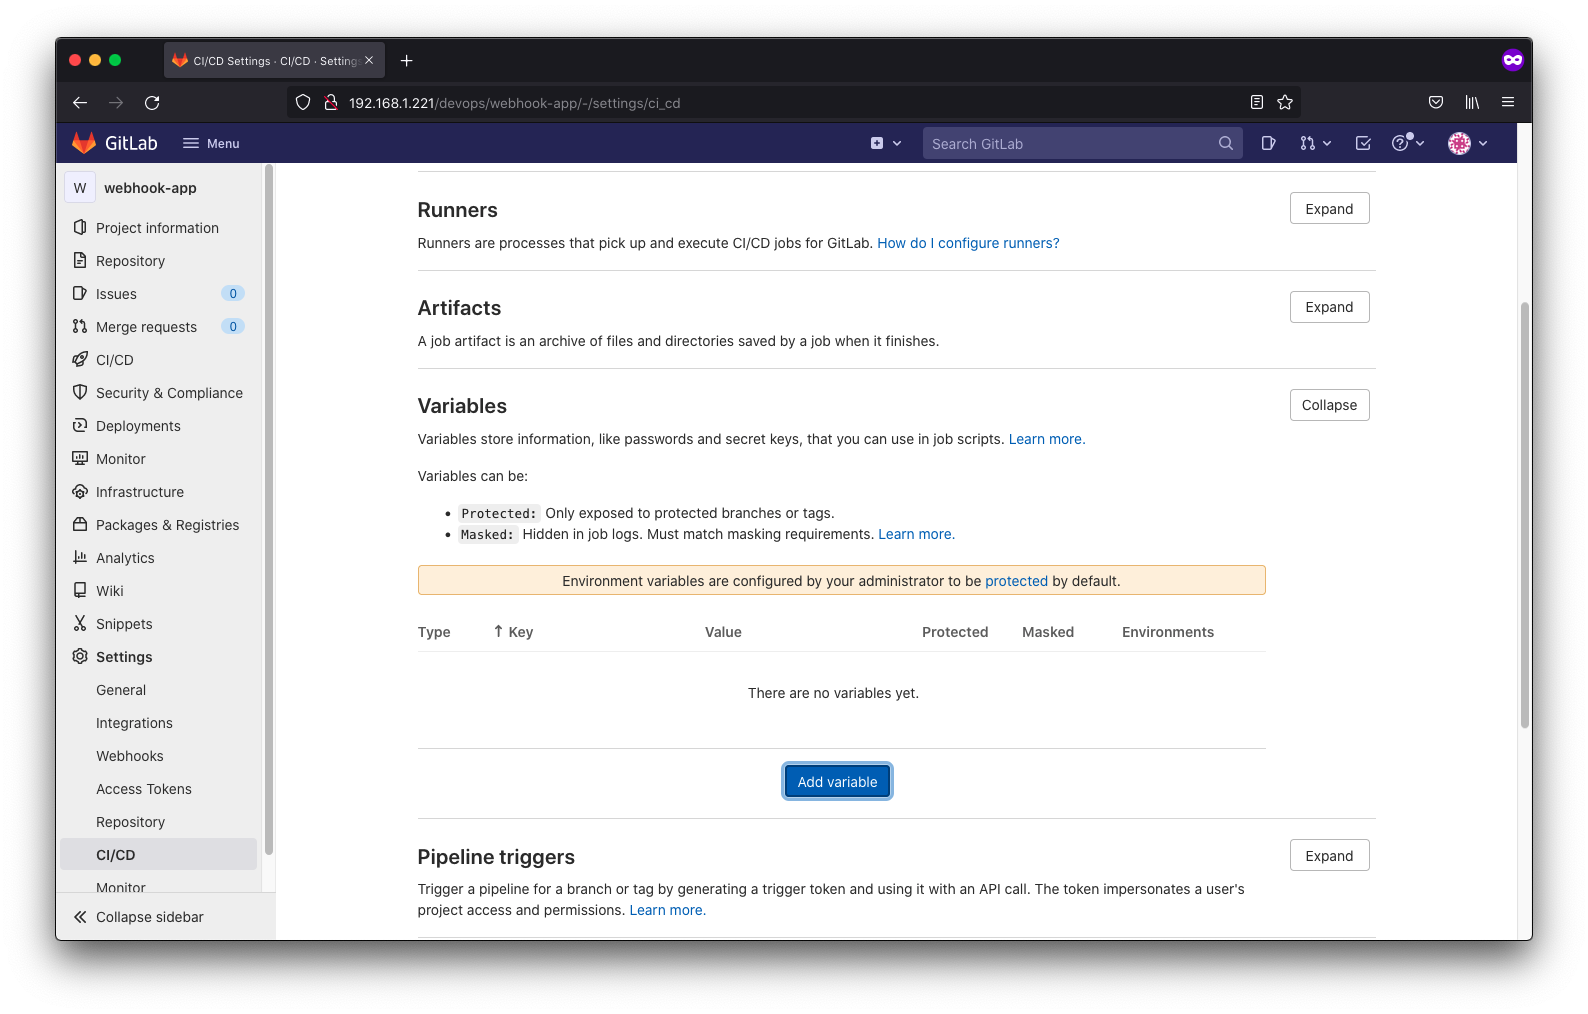 CI/CD Settings · CI/CD · Settings
192.168.1.221/devops/webhook-app/-/settings/ci_cd
GitLab
Menu
Search GitLab
W
webhook-app
Project information
Repository
Issues
0
Merge requests
0
CI/CD
Security & Compliance
Deployments
Monitor
Infrastructure
Packages & Registries
Analytics
Wiki
Snippets
Settings
General
Integrations
Webhooks
Access Tokens
Repository
CI/CD
Monitor
Collapse sidebar
Runners
Expand
Runners are processes that pick up and execute CI/CD jobs for GitLab. How do I configure runners?
Artifacts
Expand
A job artifact is an archive of files and directories saved by a job when it finishes.
Variables
Collapse
Variables store information, like passwords and secret keys, that you can use in job scripts. Learn more.
Variables can be:
• Protected: Only exposed to protected branches or tags.
• Masked: Hidden in job logs. Must match masking requirements. Learn more.
Environment variables are configured by your administrator to be protected by default.
Type ↑ Key Value Protected Masked Environments
There are no variables yet.
Add variable
Pipeline triggers
Expand
Trigger a pipeline for a branch or tag by generating a trigger token and using it with an API call. The token impersonates a user's
project access and permissions. Learn more.